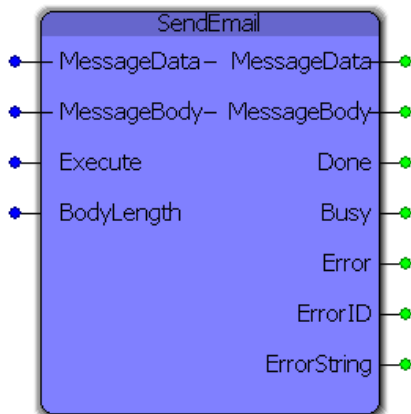 SendEmail
MessageData MessageData
MessageBody MessageBody
Execute Done
BodyLength Busy
Error
ErrorID
ErrorString